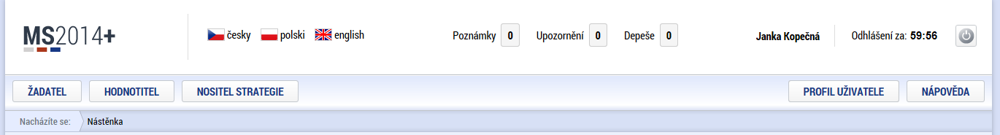 MS2014+ česky polski english Poznámky 0 Upozornění 0 Depeše 0 Janka Kopečná Odhlášení za: 59:56
ŽADATEL HODNOTITEL NOSITEL STRATEGIE PROFIL UŽIVATELE NÁPOVĚDA
Nacházíte se: Nástěnka